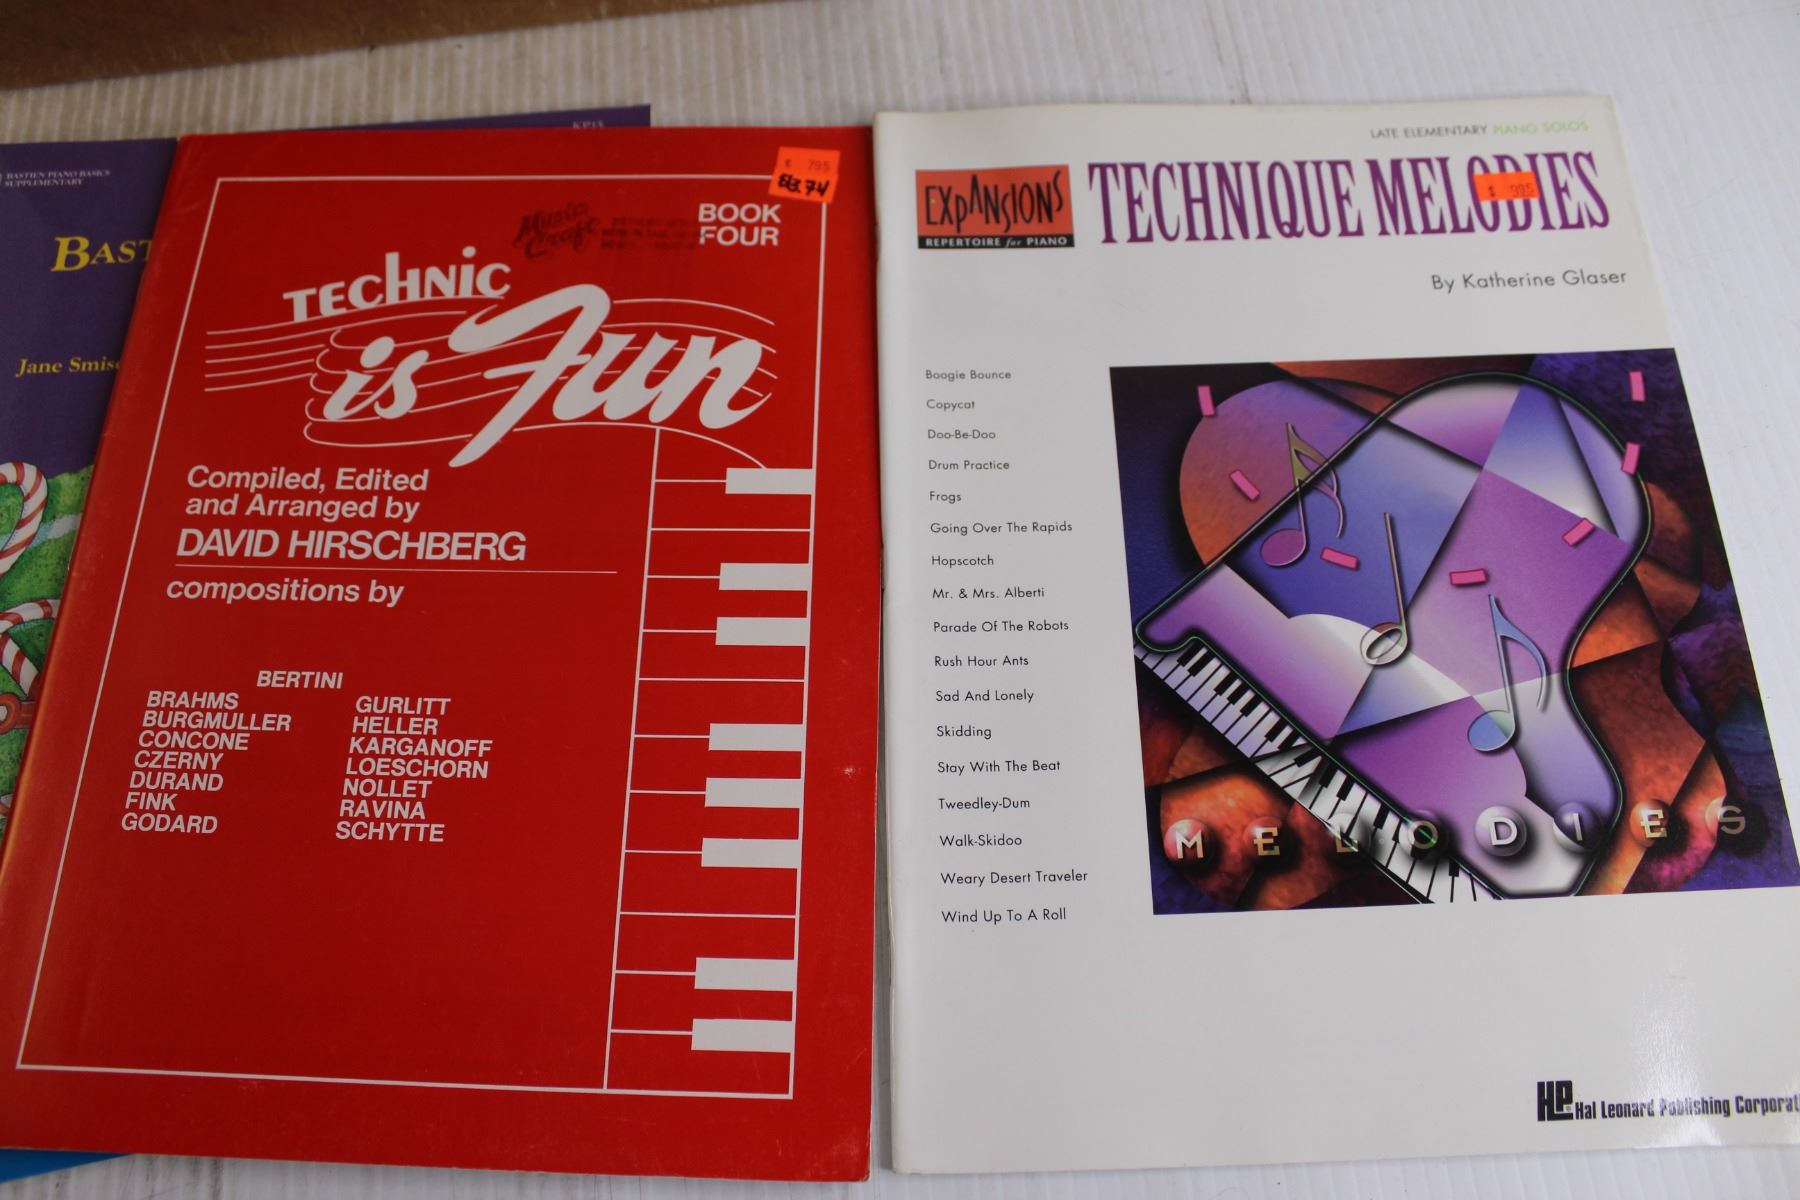 BASTIEN PIANO BASICS
SUPPLEMENTARY
KP15
BAST
Jane Smisc
$ 795
3.74
Music
Craft
BOOK
FOUR
TECHNIC
is Fun
Compiled, Edited
and Arranged by
DAVID HIRSCHBERG
compositions by
BERTINI
BRAHMS
BURGMULLER
CONCONE
CZERNY
DURAND
FINK
GODARD
GURLITT
HELLER
KARGANOFF
LOESCHORN
NOLLET
RAVINA
SCHYTTE
LATE ELEMENTARY PIANO SOLOS
EXPANSIONS
REPERTOIRE for PIANO
TECHNIQUE MELODIES
$ 995
By Katherine Glaser
Boogie Bounce
Copycat
Doo-Be-Doo
Drum Practice
Frogs
Going Over The Rapids
Hopscotch
Mr. & Mrs. Alberti
Parade Of The Robots
Rush Hour Ants
Sad And Lonely
Skidding
Stay With The Beat
Tweedley-Dum
Walk-Skidoo
Weary Desert Traveler
Wind Up To A Roll
MELODIES
HL
Hal Leonard Publishing Corporati